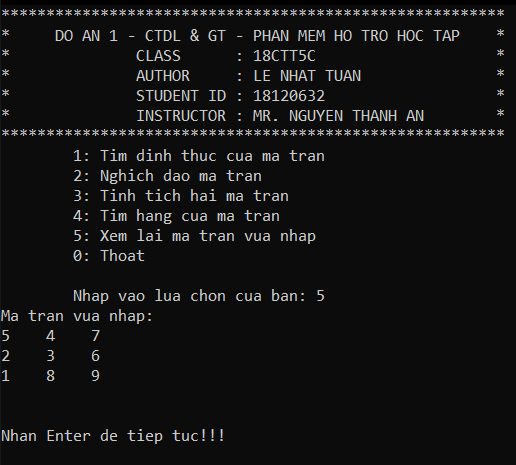 ********************************************************
*     DO AN 1 - CTDL & GT - PHAN MEM HO TRO HOC TAP    *
*              CLASS      : 18CTT5C                    *
*              AUTHOR     : LE NHAT TUAN               *
*              STUDENT ID : 18120632                   *
*              INSTRUCTOR : MR. NGUYEN THANH AN        *
********************************************************
        1: Tim dinh thuc cua ma tran
        2: Nghich dao ma tran
        3: Tinh tich hai ma tran
        4: Tim hang cua ma tran
        5: Xem lai ma tran vua nhap
        0: Thoat
        Nhap vao lua chon cua ban: 5
Ma tran vua nhap:
5    4    7
2    3    6
1    8    9
Nhan Enter de tiep tuc!!!